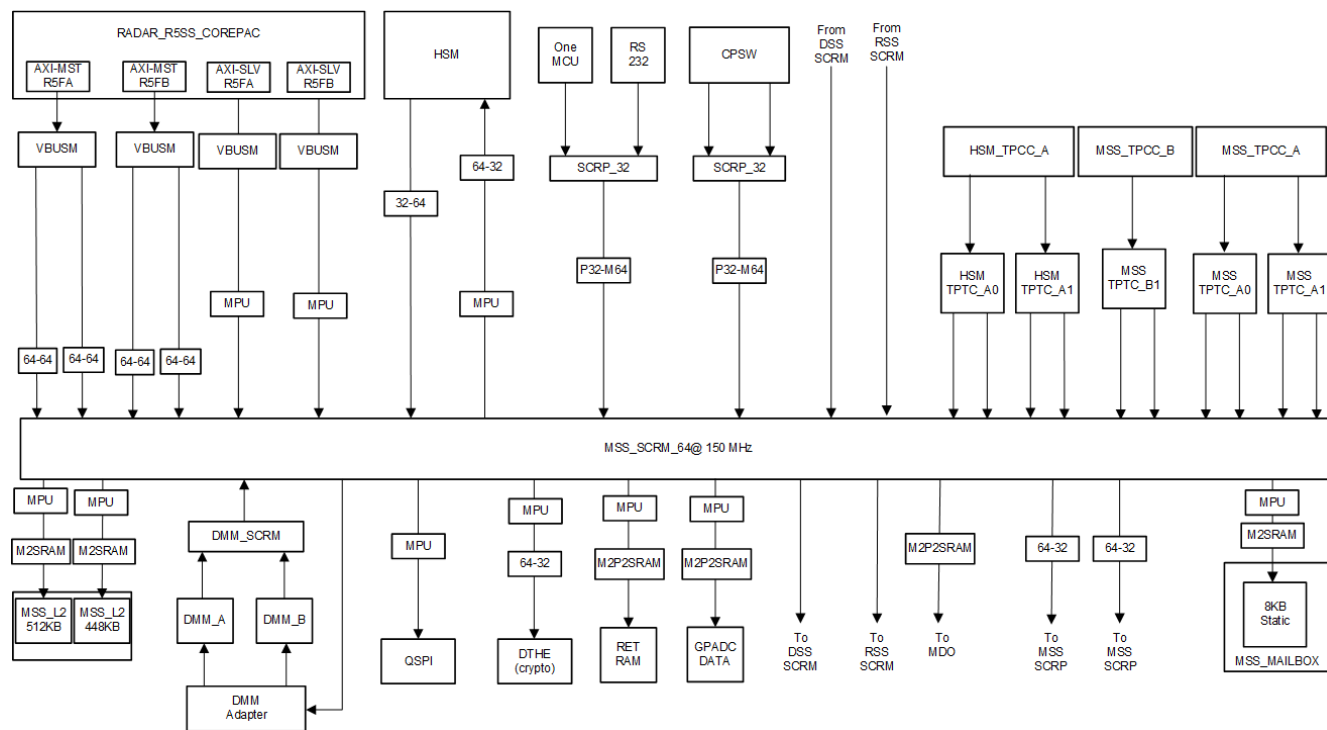 RADAR_R5SS_COREPAC
AXI-MST
R5FA
AXI-MST
R5FB
AXI-SLV
R5FA
AXI-SLV
R5FB
HSM
One
MCU
RS
232
CPSW
From
DSS
SCRM
From
RSS
SCRM
VBUSM
VBUSM
VBUSM
VBUSM
64-32
32-64
SCRP_32
SCRP_32
HSM_TPCC_A
MSS_TPCC_B
MSS_TPCC_A
P32-M64
P32-M64
HSM
TPTC_A0
HSM
TPTC_A1
MSS
TPTC_B1
MSS
TPTC_A0
MSS
TPTC_A1
MPU
MPU
MPU
64-64
64-64
64-64
64-64
MSS_SCRM_64@ 150 MHz
MPU
MPU
M2SRAM
M2SRAM
MSS_L2
512KB
MSS_L2
448KB
DMM_SCRM
DMM_A
DMM_B
DMM
Adapter
MPU
QSPI
MPU
64-32
DTHE
(crypto)
MPU
M2P2SRAM
RET
RAM
MPU
M2P2SRAM
GPADC
DATA
To
DSS
SCRM
To
RSS
SCRM
M2P2SRAM
To
MDO
64-32
To
MSS
SCRP
64-32
To
MSS
SCRP
MPU
M2SRAM
8KB
Static
MSS_MAILBOX